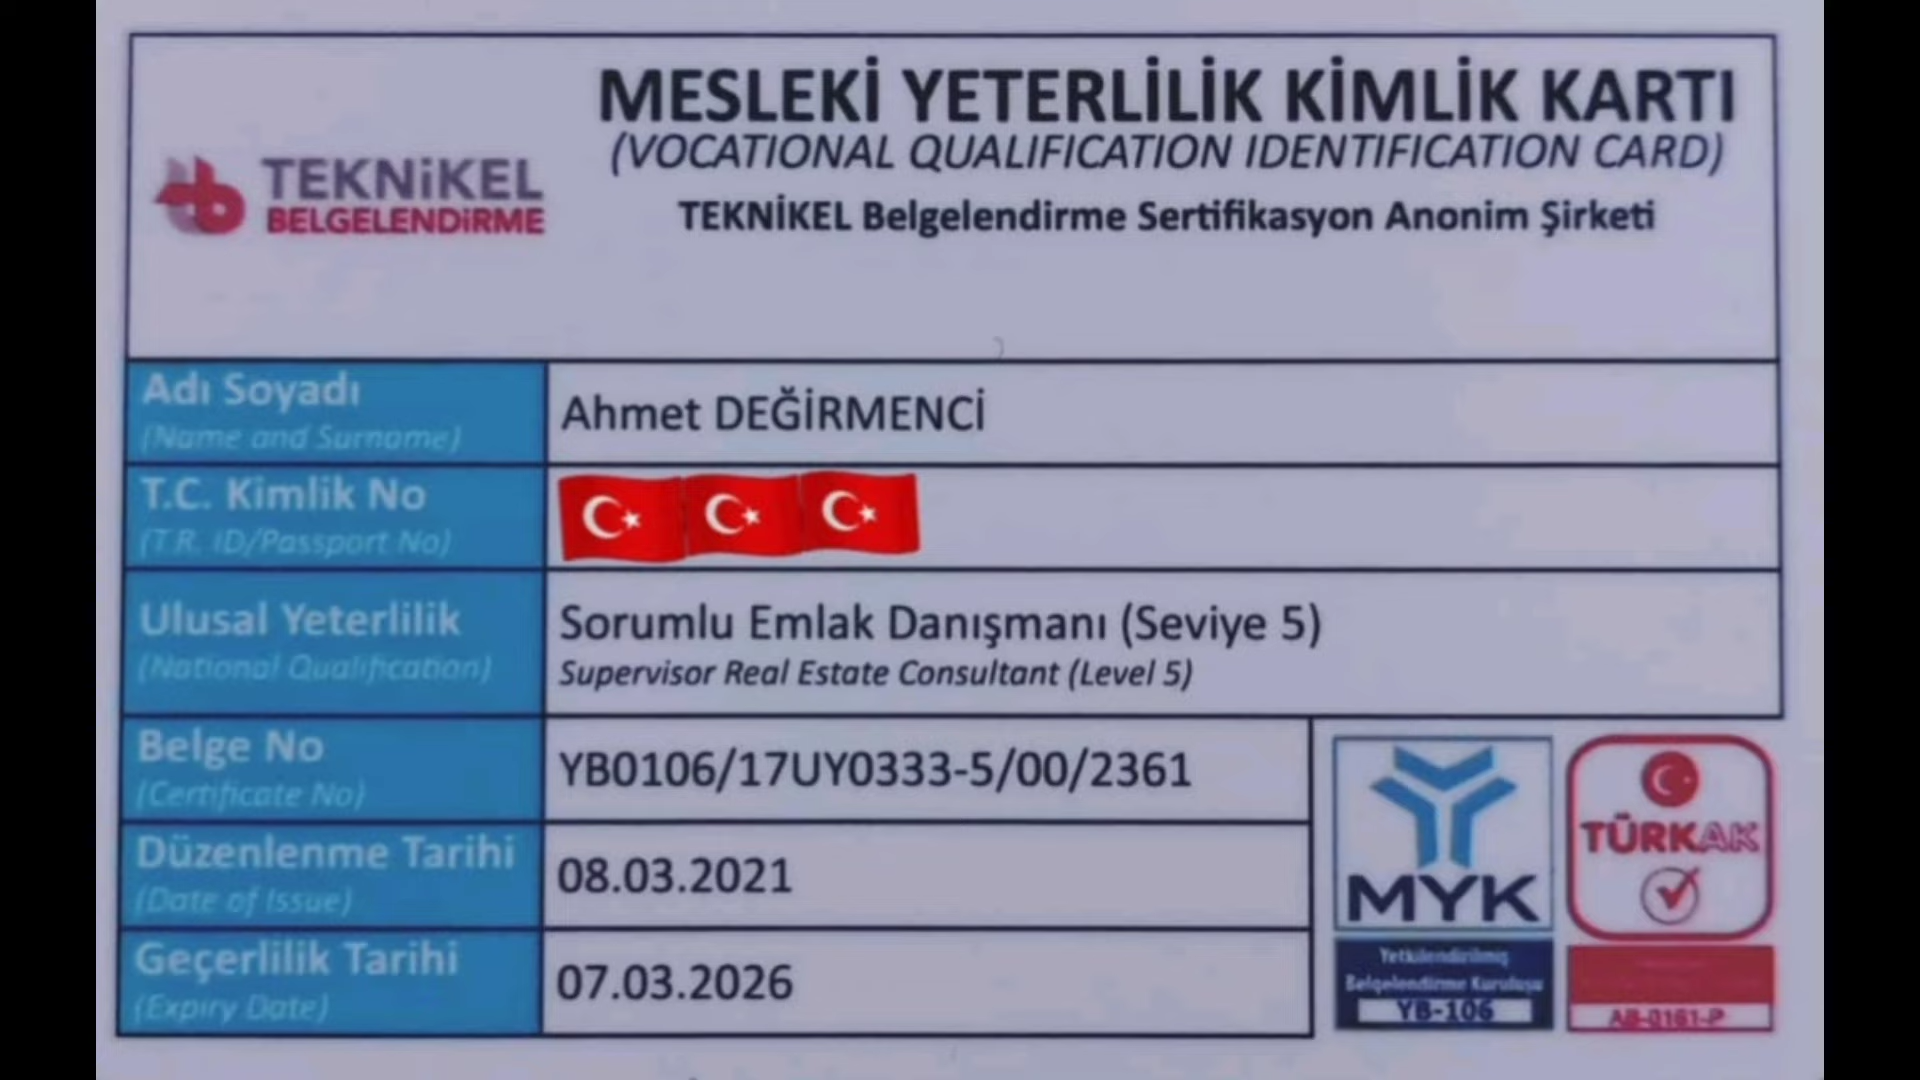 MESLEKİ YETERLİLİK KİMLİK KARTI
(VOCATIONAL QUALIFICATION IDENTIFICATION CARD)
TEKNİKEL Belgelendirme Sertifikasyon Anonim Şirketi
TEKNiKEL
BELGELENDiRME
Adı Soyadı
(Name and Surname)
Ahmet DEĞİRMENCİ
T.C. Kimlik No
(T.R. ID/Passport No)
Ulusal Yeterlilik
(National Qualification)
Sorumlu Emlak Danışmanı (Seviye 5)
Supervisor Real Estate Consultant (Level 5)
Belge No
(Certificate No)
YB0106/17UY0333-5/00/2361
Düzenlenme Tarihi
(Date of Issue)
08.03.2021
Geçerlilik Tarihi
(Expiry Date)
07.03.2026
MYK
Yetkilendirilmiş
Belgelendirme Kuruluşu
YB-106
TÜRKAK
AB-0161-P